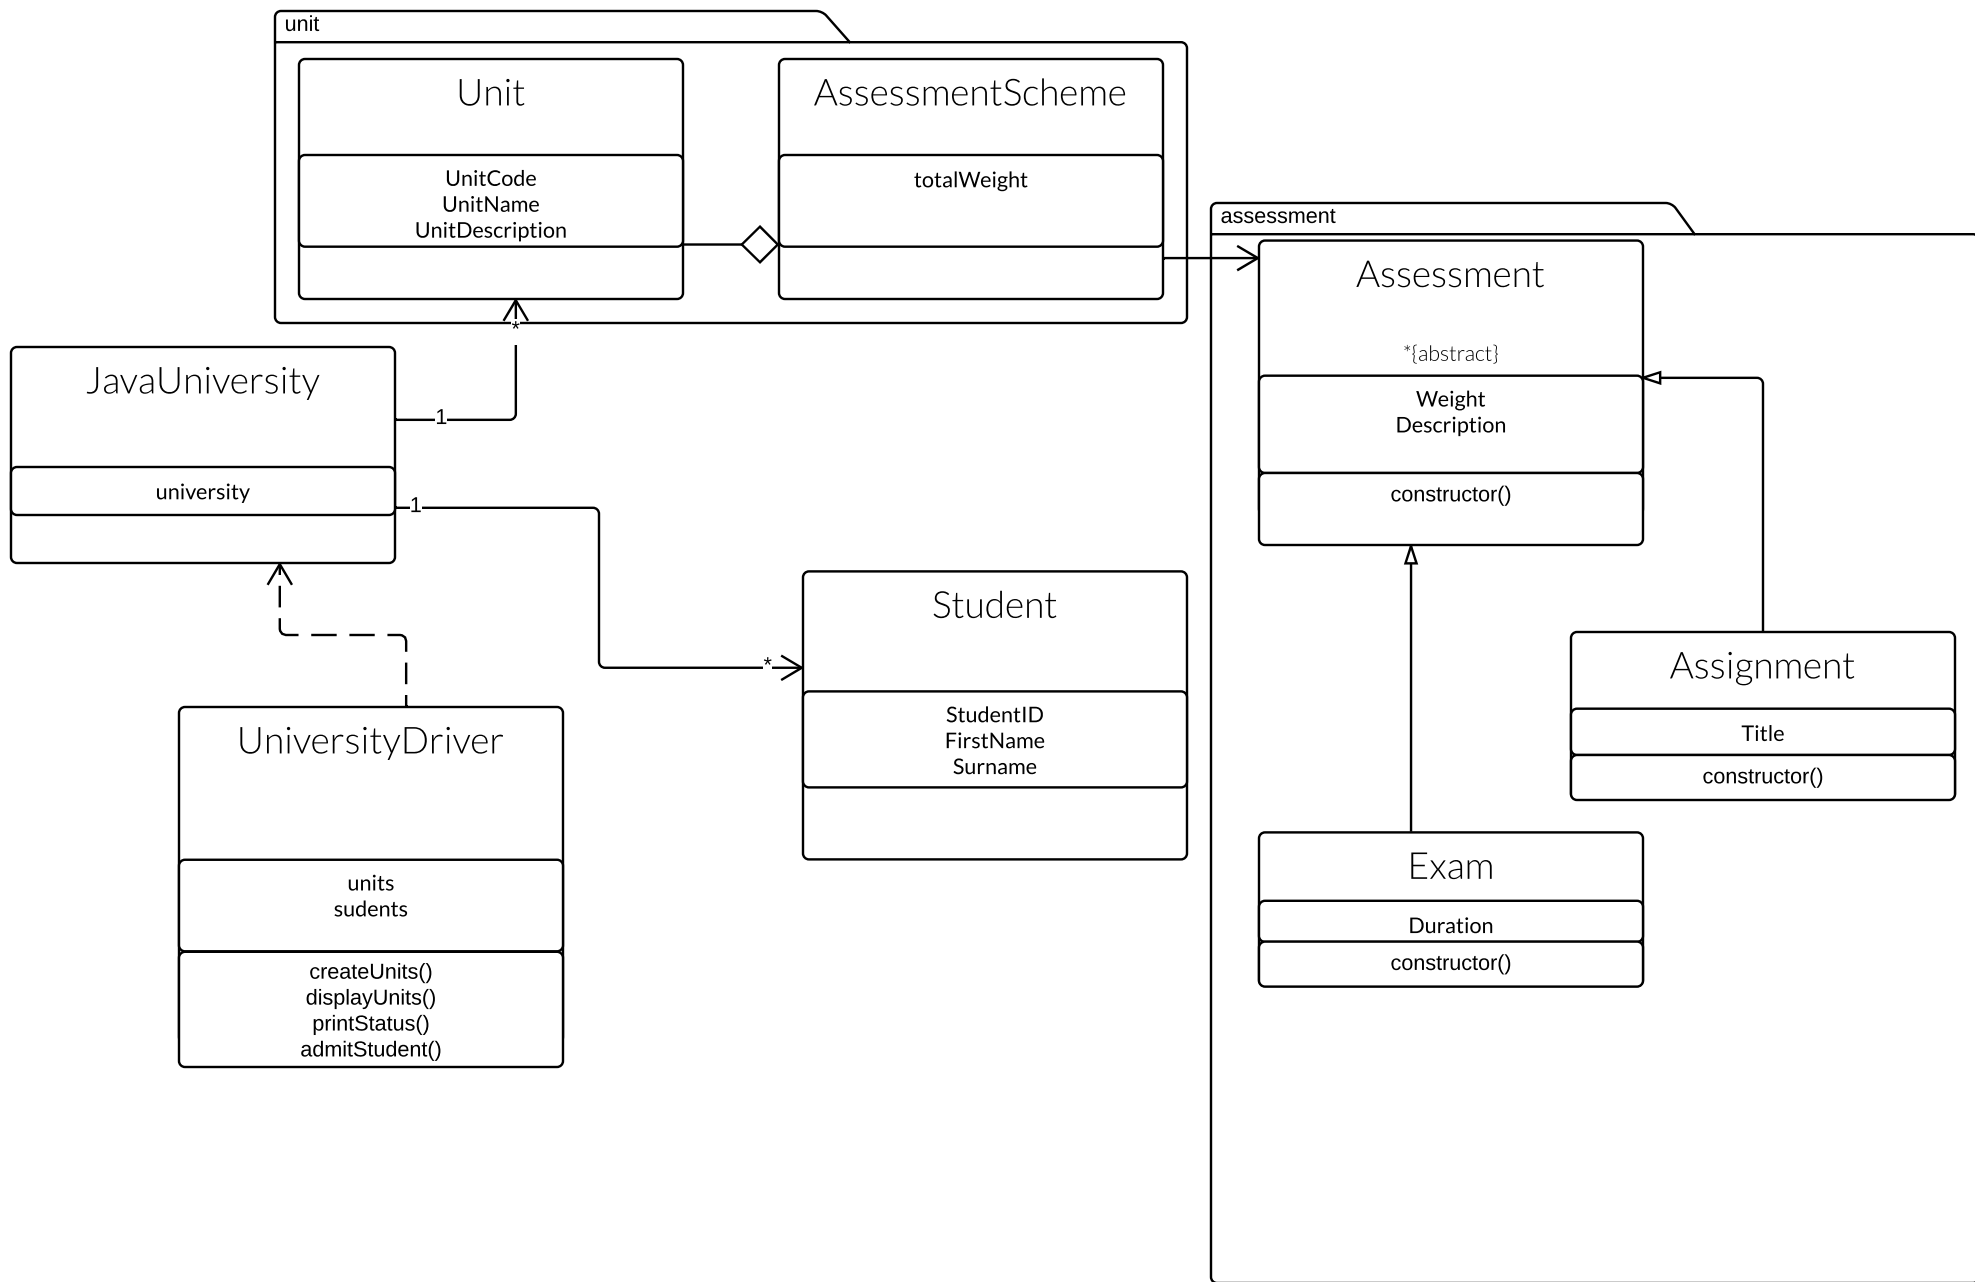 unit
Unit
UnitCode
UnitName
UnitDescription
AssessmentScheme
totalWeight
assessment
Assessment
*{abstract}
Weight
Description
constructor()
*
JavaUniversity
1
university
1
*
Student
StudentID
FirstName
Surname
Assignment
Title
constructor()
UniversityDriver
units
sudents
createUnits()
displayUnits()
printStatus()
admitStudent()
Exam
Duration
constructor()